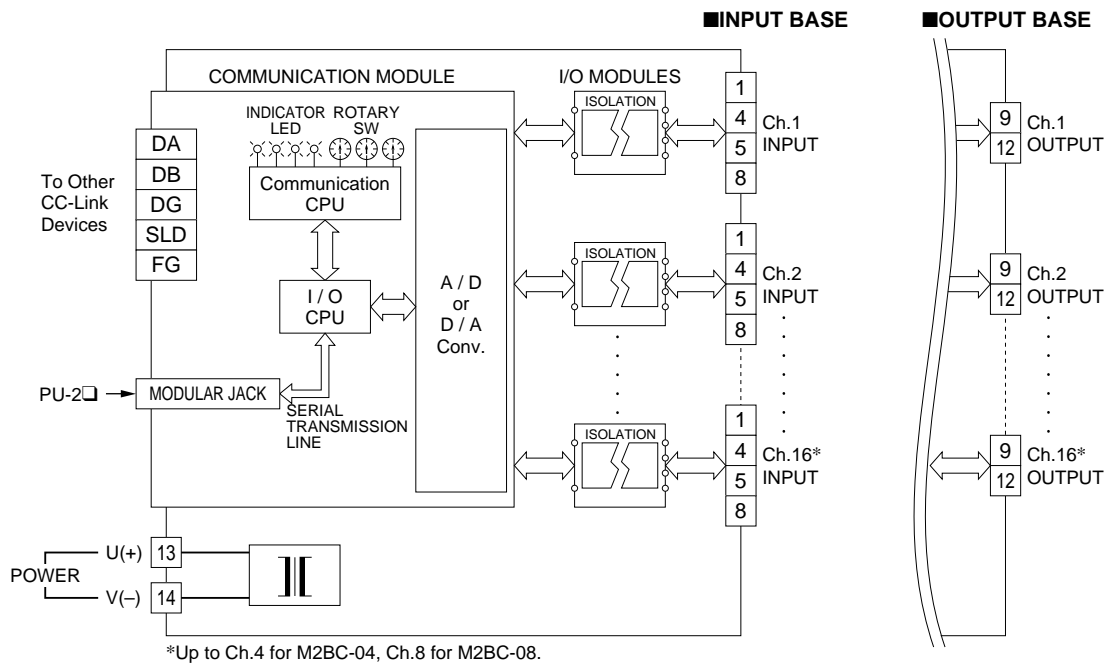 ■INPUT BASE
■OUTPUT BASE
COMMUNICATION MODULE
I/O MODULES
INDICATOR LED
ROTARY SW
Communication CPU
DA
DB
DG
SLD
FG
To Other
CC-Link
Devices
I / O
CPU
A / D
or
D / A
Conv.
PU-2❑
MODULAR JACK
SERIAL
TRANSMISSION
LINE
ISOLATION
1
4
5
8
Ch.1
INPUT
ISOLATION
1
4
5
8
Ch.2
INPUT
ISOLATION
1
4
5
8
Ch.16*
INPUT
9
12
Ch.1
OUTPUT
9
12
Ch.2
OUTPUT
9
12
Ch.16*
OUTPUT
POWER
U(+)
13
V(–)
14
*Up to Ch.4 for M2BC-04, Ch.8 for M2BC-08.